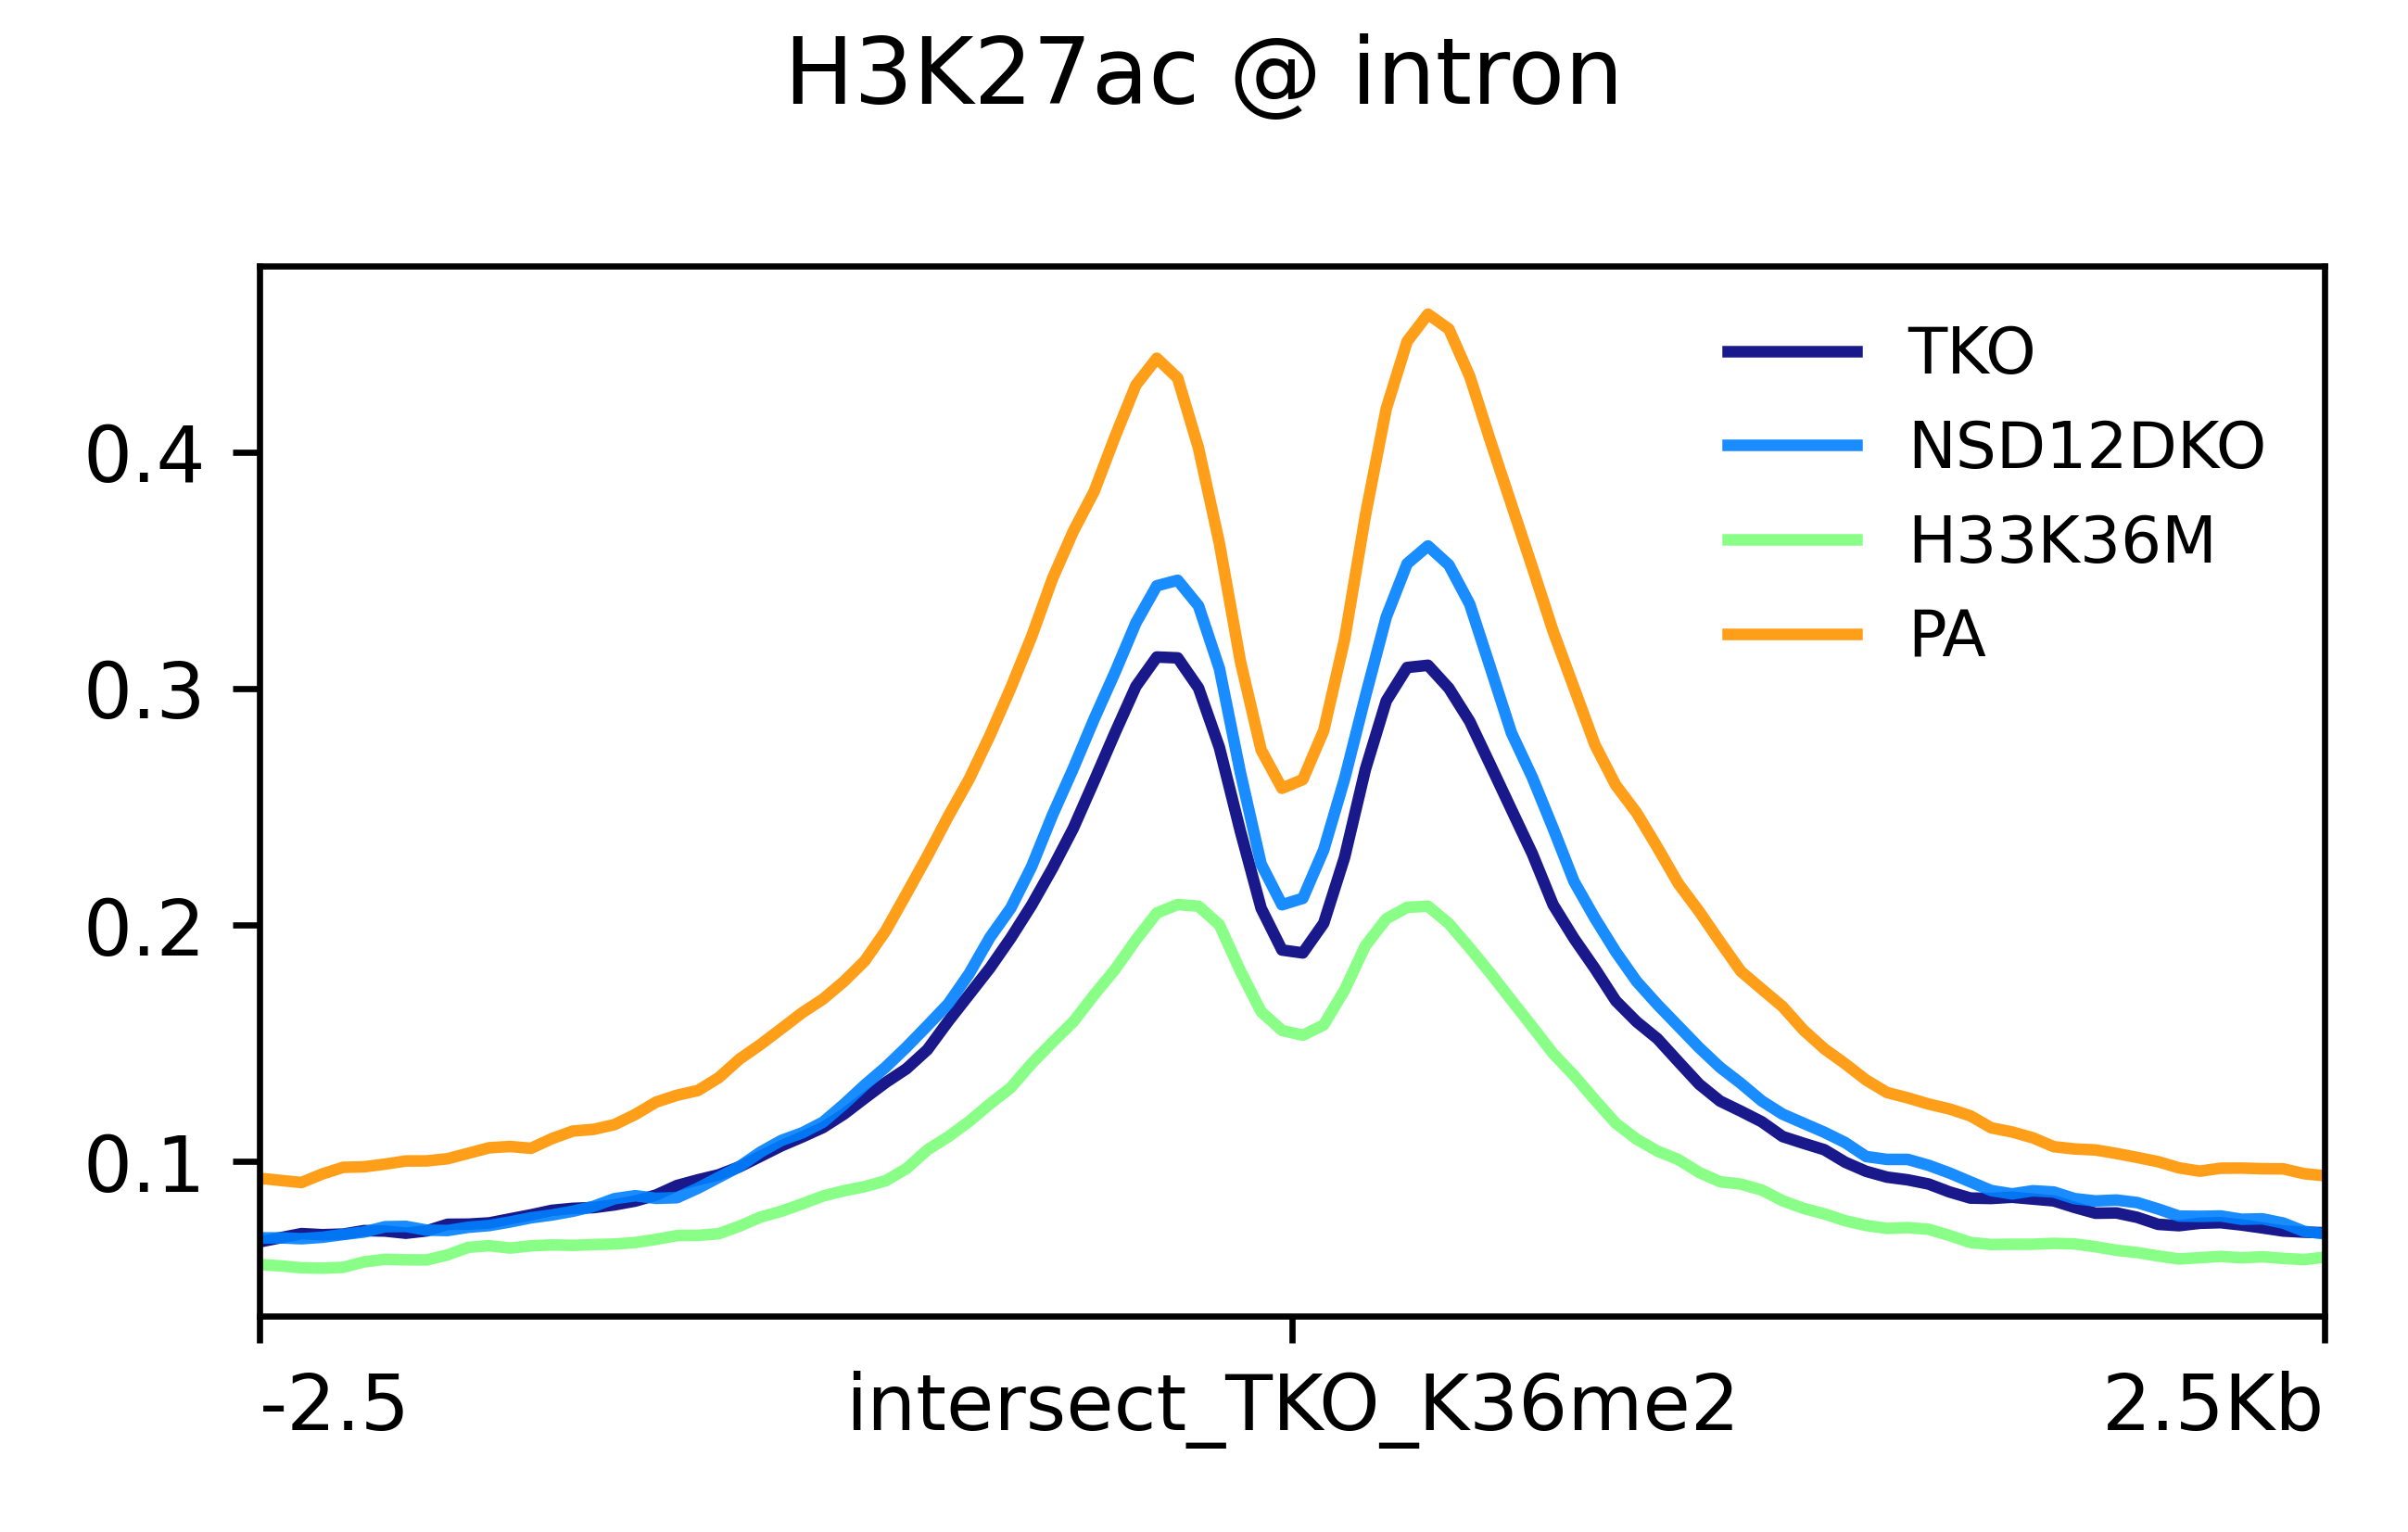 H3K27ac @ intron
TKO
NSD12DKO
H33K36M
PA
0.4
0.3
0.2
0.1
-2.5
intersect_TKO_K36me2
2.5Kb